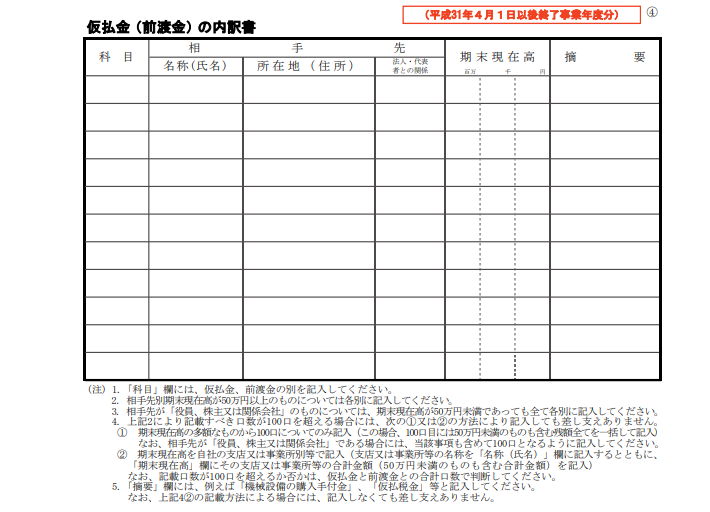 (平成31年4月1日以後終了事業年度分) ④
仮払金(前渡金)の内訳書
科目 相手先 期末現在高 摘要
名称(氏名) 所在地(住所) 法人・代表者との関係 百万 千 円
(注) 1.「科目」欄には、仮払金、前渡金の別を記入してください。
2. 相手先別期末現在高が50万円以上のものについては各別に記入してください。
3. 相手先が「役員、株主又は関係会社」のものについては、期末現在高が50万円未満であっても全て各別に記入してください。
4. 上記2により記載すべき口数が100口を超える場合には、次の①又は②の方法により記入しても差し支えありません。
① 期末現在高の多額なものから100口についてのみ記入(この場合、100口目には50万円未満のものも含む残額全てを一括して記入)
なお、相手先が「役員、株主又は関係会社」である場合には、当該事項も含めて100口となるように記入してください。
② 期末現在高を自社の支店又は事業所別等で記入(支店又は事業所等の名称を「名称(氏名)」欄に記入するとともに、
「期末現在高」欄にその支店又は事業所等の合計金額(50万円未満のものも含む合計金額)を記入)
なお、記載口数が100口を超えるか否かは、仮払金と前渡金との合計口数で判断してください。
5.「摘要」欄には、例えば「機械設備の購入手付金」、「仮払税金」等と記入してください。
なお、上記4②の記載方法による場合には、記入しなくても差し支えありません。